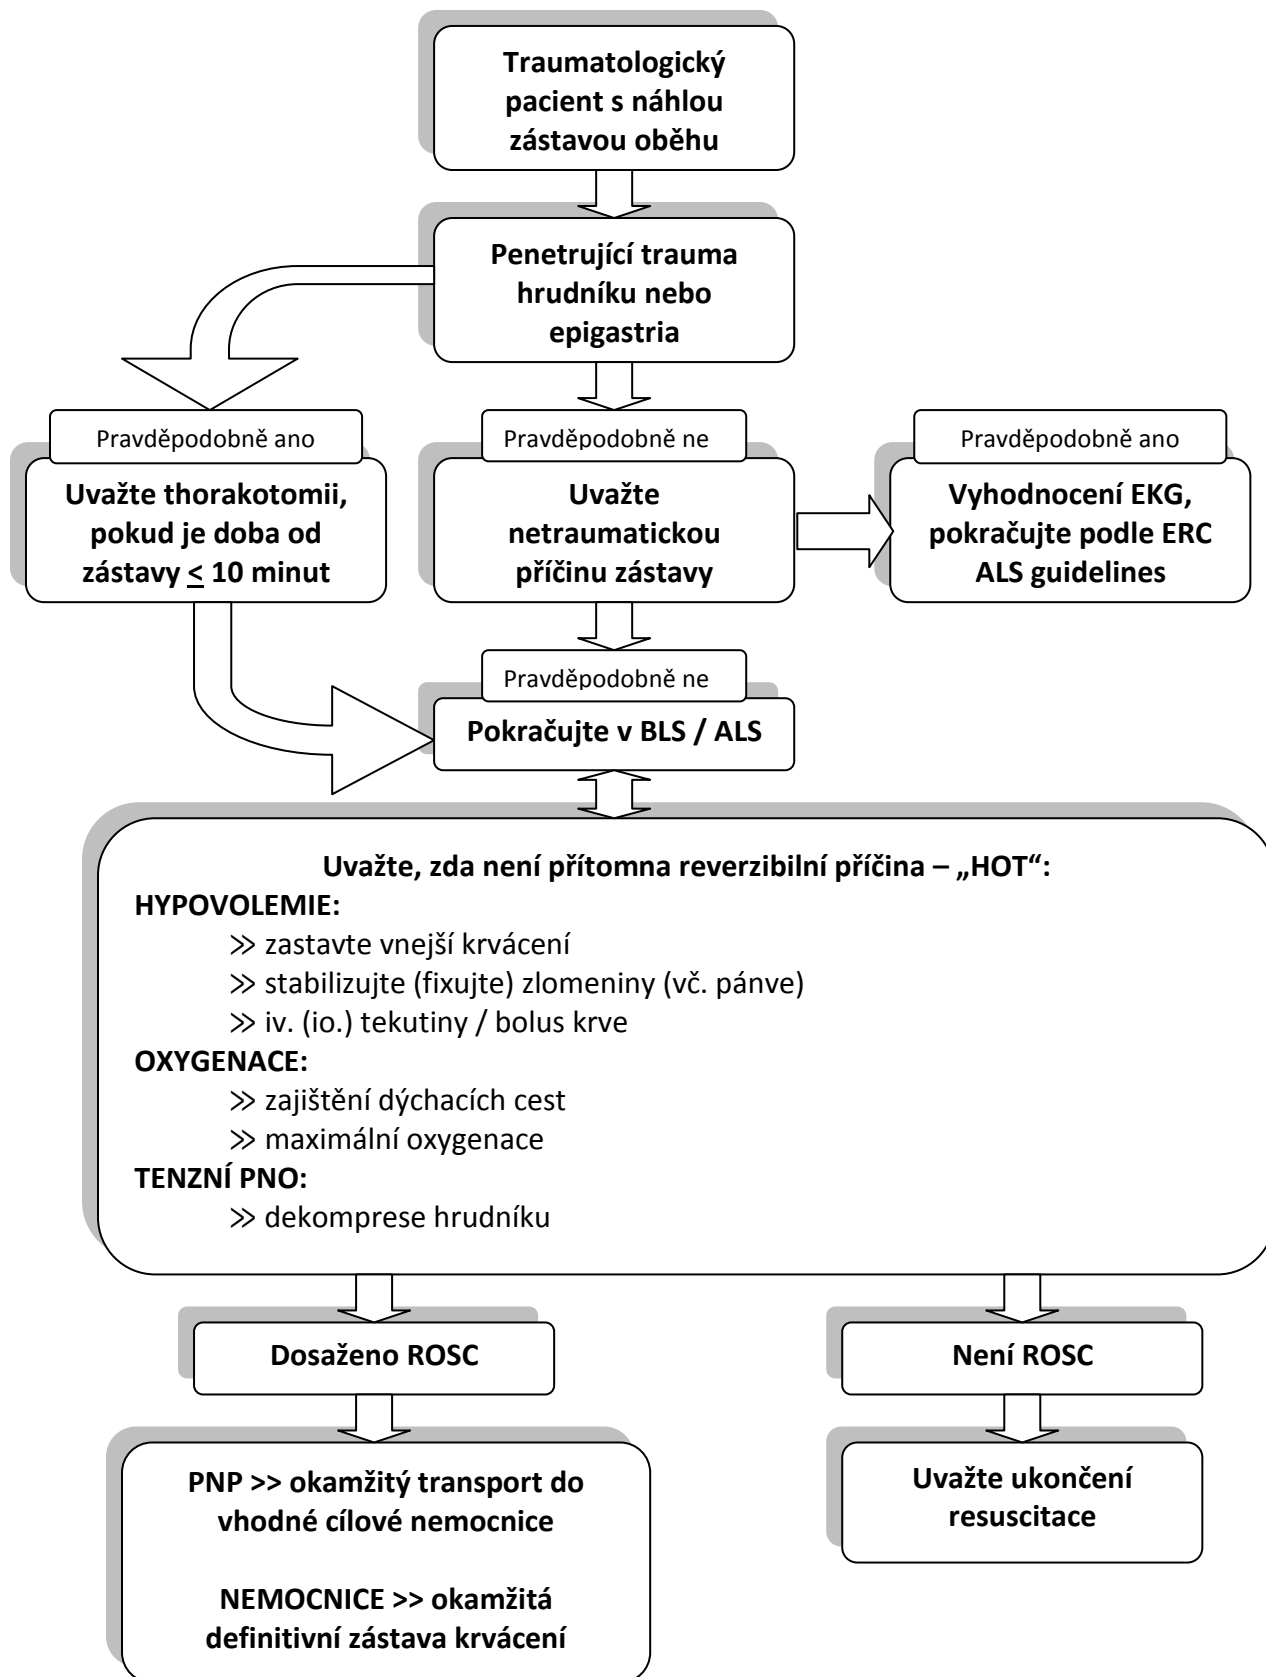 Traumatologický
pacient s náhlou
zástavou oběhu
Penetrující trauma
hrudníku nebo
epigastria
Pravděpodobně ano
Uvažte thorakotomii,
pokud je doba od
zástavy ≤ 10 minut
Pravděpodobně ne
Uvažte
netraumatickou
příčinu zástavy
Pravděpodobně ano
Vyhodnocení EKG,
pokračujte podle ERC
ALS guidelines
Pravděpodobně ne
Pokračujte v BLS / ALS
Uvažte, zda není přítomna reverzibilní příčina – „HOT“:
HYPOVOLEMIE:
≫ zastavte vnejší krvácení
≫ stabilizujte (fixujte) zlomeniny (vč. pánve)
≫ iv. (io.) tekutiny / bolus krve
OXYGENACE:
≫ zajištění dýchacích cest
≫ maximální oxygenace
TENZNÍ PNO:
≫ dekomprese hrudníku
Dosaženo ROSC
PNP >> okamžitý transport do
vhodné cílové nemocnice
NEMOCNICE >> okamžitá
definitivní zástava krvácení
Není ROSC
Uvažte ukončení
resuscitace